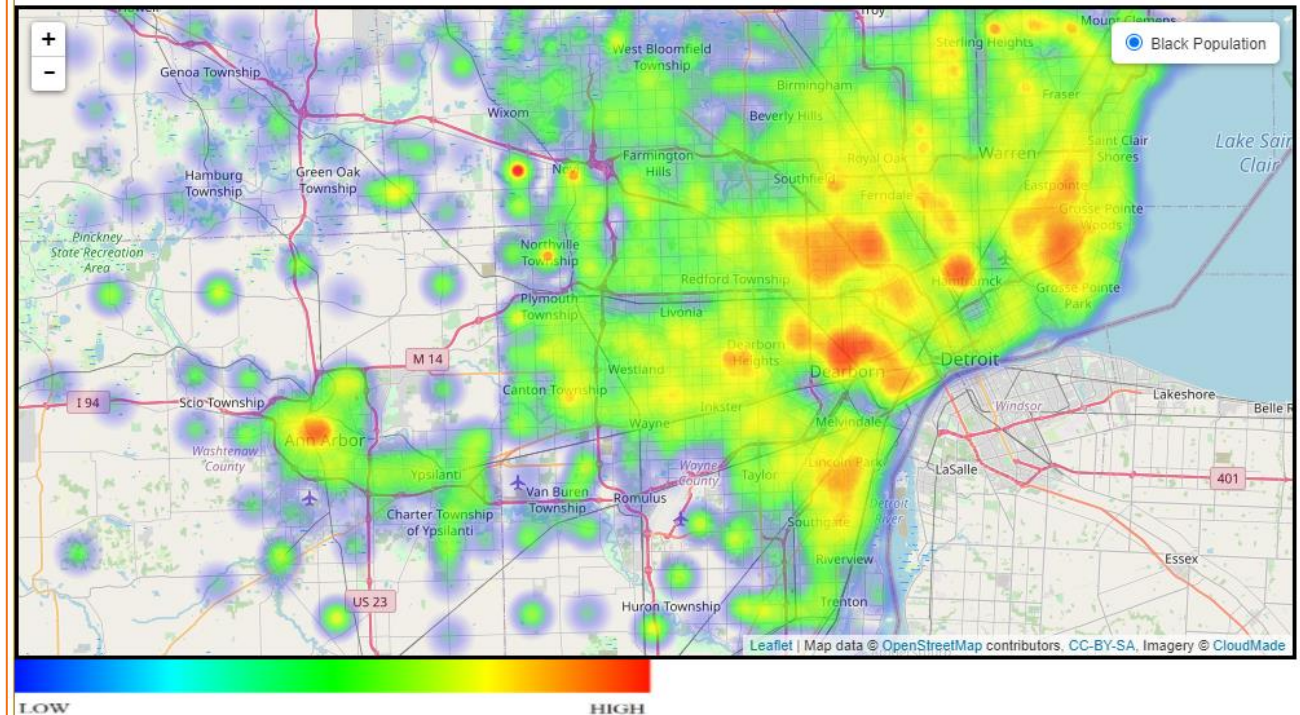 Troy
Mount Clemens
+
−
Black Population
Genoa Township
West Bloomfield
Township
Sterling Heights
Birmingham
Fraser
Wixom
Beverly Hills
Saint Clair
Shores
Lake Sain
Clair
Farmington
Hills
Royal Oak
Warren
Hamburg
Township
Green Oak
Township
Southfield
Ferndale
Eastpointe
Grosse Pointe
Woods
Pinckney
State Recreation
Area
Northville
Township
Redford Township
Hamtramck
Grosse Pointe
Park
Plymouth
Township
Livonia
M 14
Dearborn
Heights
Detroit
Westland
Dearborn
I 94
Scio Township
Canton Township
Inkster
Windsor
Lakeshore
Belle R
Ann Arbor
Wayne
Melvindale
Washtenaw
County
Ypsilanti
Wayne
County
Taylor
Lincoln Park
LaSalle
401
Van Buren
Township
Romulus
Detroit
River
Charter Township
of Ypsilanti
Southgate
Riverview
Essex
US 23
Huron Township
Trenton
Leaflet | Map data © OpenStreetMap contributors, CC-BY-SA, Imagery © CloudMade
LOW HIGH